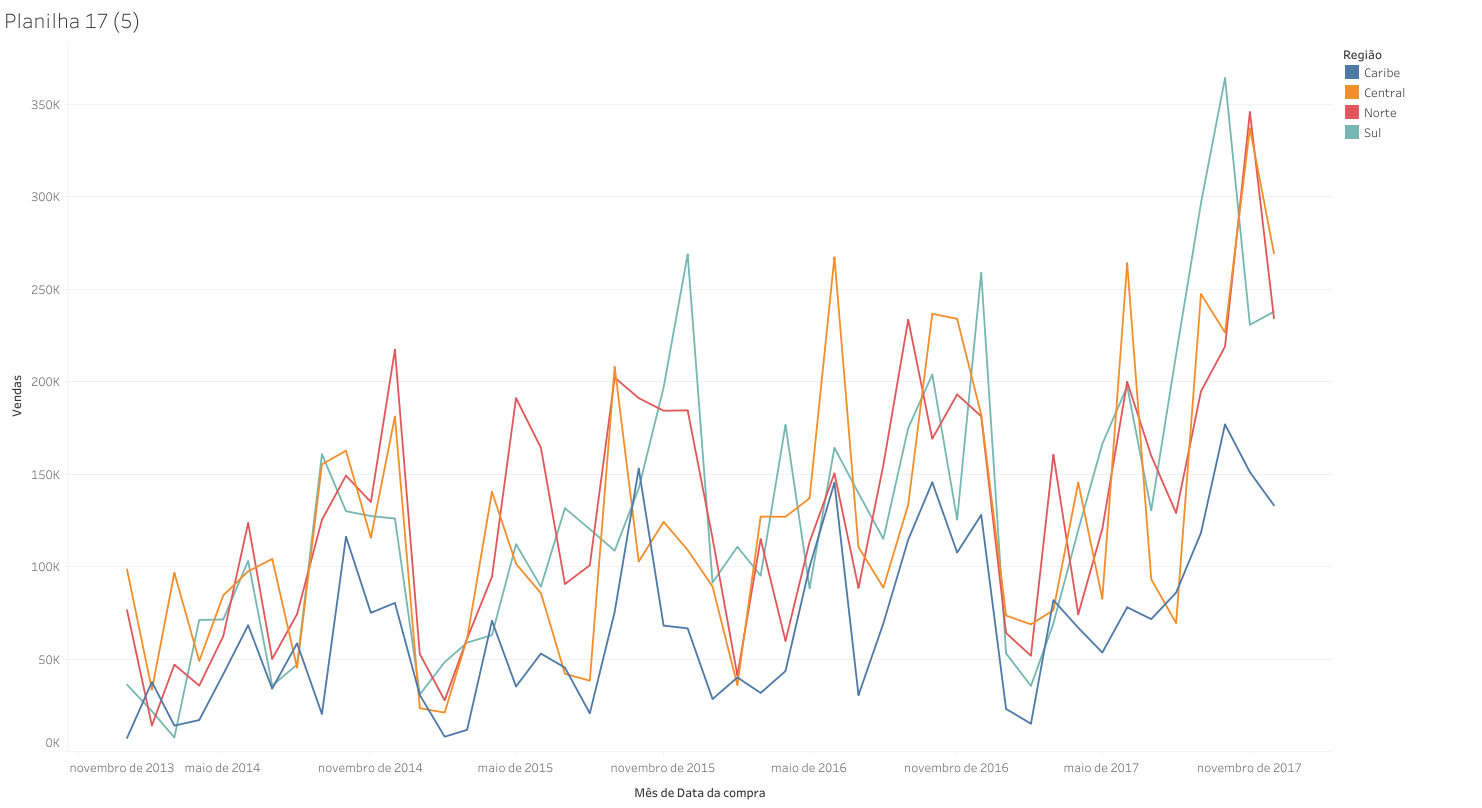 Planilha 17 (5)
Região
Caribe
Central
Norte
Sul
350K
300K
250K
200K
150K
100K
50K
0K
Vendas
novembro de 2013 maio de 2014 novembro de 2014 maio de 2015 novembro de 2015 maio de 2016 novembro de 2016 maio de 2017 novembro de 2017
Mês de Data da compra